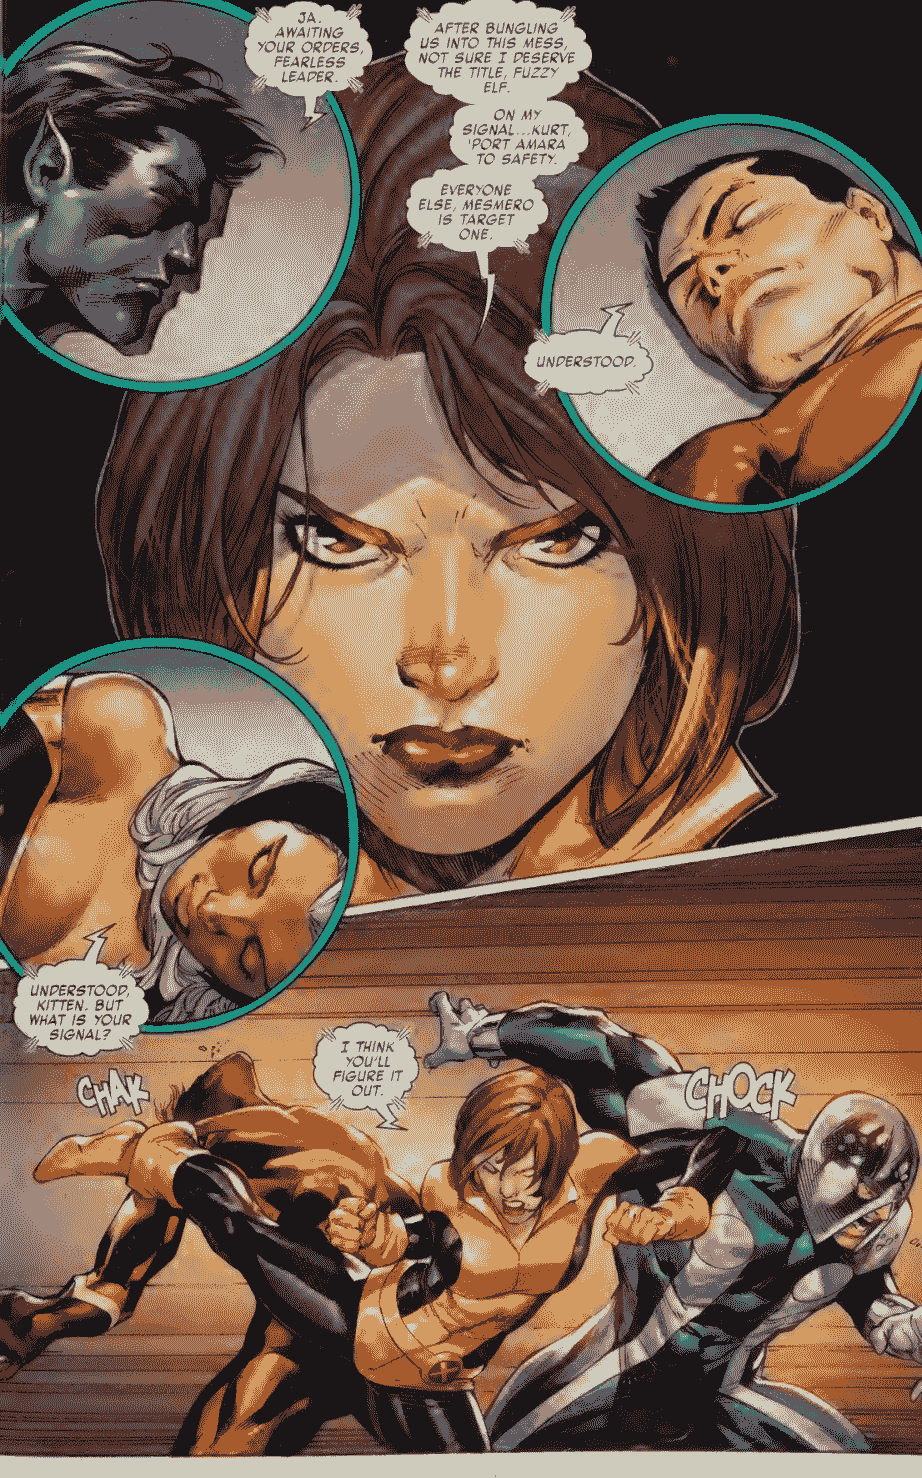 JA.
AWAITING
YOUR ORDERS,
FEARLESS
LEADER.
AFTER BUNGLING
US INTO THIS MESS,
NOT SURE I DESERVE
THE TITLE, FUZZY
ELF.
ON MY
SIGNAL...KURT,
'PORT AMARA
TO SAFETY.
EVERYONE
ELSE, MESMERO
IS TARGET
ONE.
UNDERSTOOD.
UNDERSTOOD,
KITTEN. BUT
WHAT IS YOUR
SIGNAL?
I THINK
YOU'LL
FIGURE IT
OUT.
CHAK
CHOCK